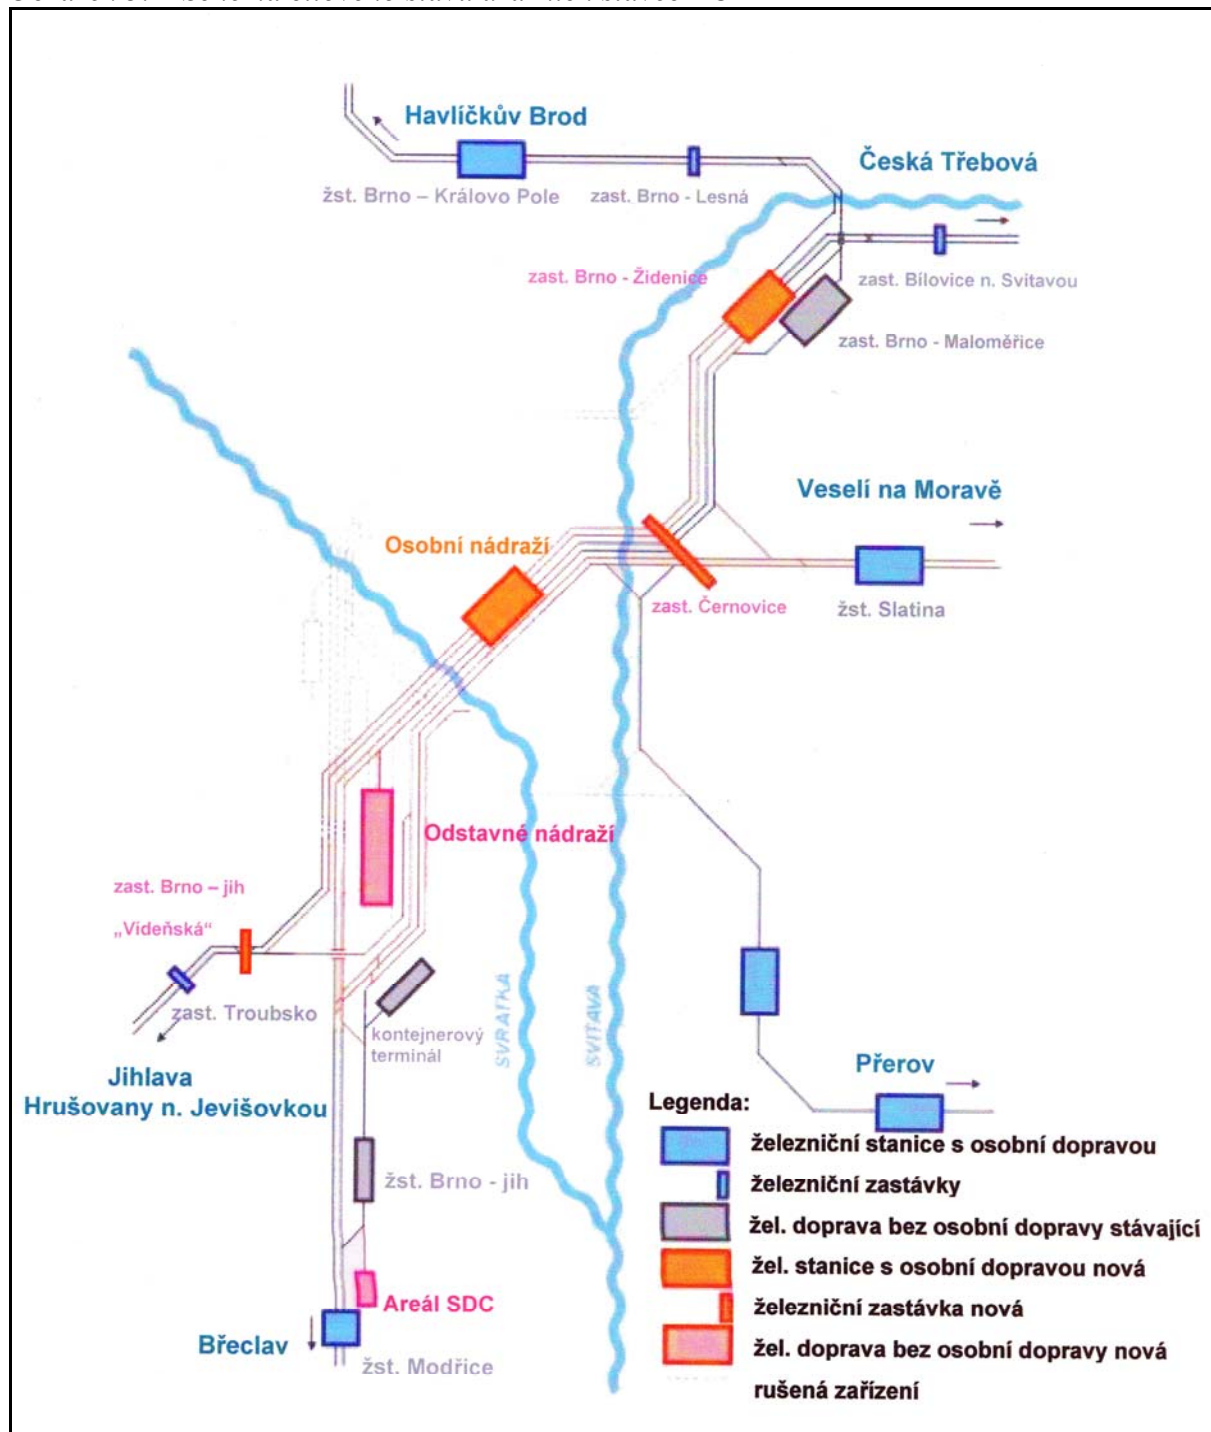 Havlíčkův Brod
Česká Třebová
žst. Brno – Královo Pole
zast. Brno - Lesná
zast. Brno - Židenice
zast. Bílovice n. Svitavou
zast. Brno - Maloměřice
Veselí na Moravě
Osobní nádraží
zast. Černovice
žst. Slatina
Odstavné nádraží
zast. Brno – jih
„Vídeňská“
zast. Troubsko
kontejnerový
terminál
SVRATKA
SVITAVA
Jihlava
Hrušovany n. Jevišovkou
Přerov
žst. Brno - jih
Areál SDC
Břeclav
žst. Modřice
Legenda:
železniční stanice s osobní dopravou
železniční zastávky
žel. doprava bez osobní dopravy stávající
žel. stanice s osobní dopravou nová
železniční zastávka nová
žel. doprava bez osobní dopravy nová
rušená zařízení